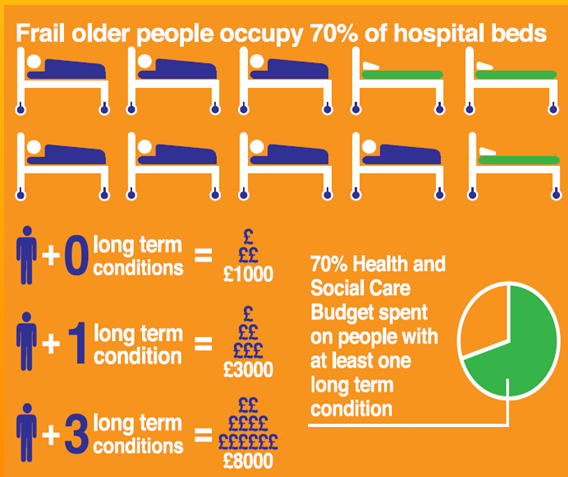 Frail older people occupy 70% of hospital beds
+ 0 long term
conditions
=
£
££
£1000
+ 1 long term
condition
=
£
££
£££
£3000
+ 3 long term
conditions
=
££
££££
££££££
£8000
70% Health and
Social Care
Budget spent
on people with
at least one
long term
condition